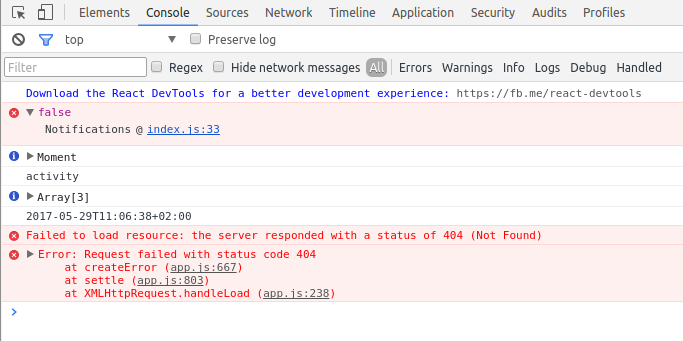 Elements Console Sources Network Timeline Application Security Audits Profiles
top Preserve log
Filter Regex Hide network messages All Errors Warnings Info Logs Debug Handled
Download the React DevTools for a better development experience: https://fb.me/react-devtools
false
Notifications @ index.js:33
Moment
activity
Array[3]
2017-05-29T11:06:38+02:00
Failed to load resource: the server responded with a status of 404 (Not Found)
Error: Request failed with status code 404
at createError (app.js:667)
at settle (app.js:803)
at XMLHttpRequest.handleLoad (app.js:238)